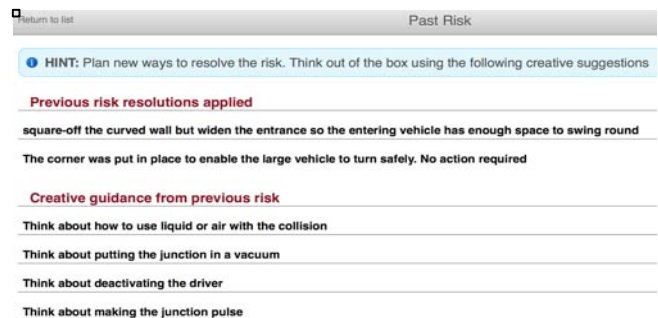 Return to list
Past Risk
HINT: Plan new ways to resolve the risk. Think out of the box using the following creative suggestions
Previous risk resolutions applied
square-off the curved wall but widen the entrance so the entering vehicle has enough space to swing round
The corner was put in place to enable the large vehicle to turn safely. No action required
Creative guidance from previous risk
Think about how to use liquid or air with the collision
Think about putting the junction in a vacuum
Think about deactivating the driver
Think about making the junction pulse